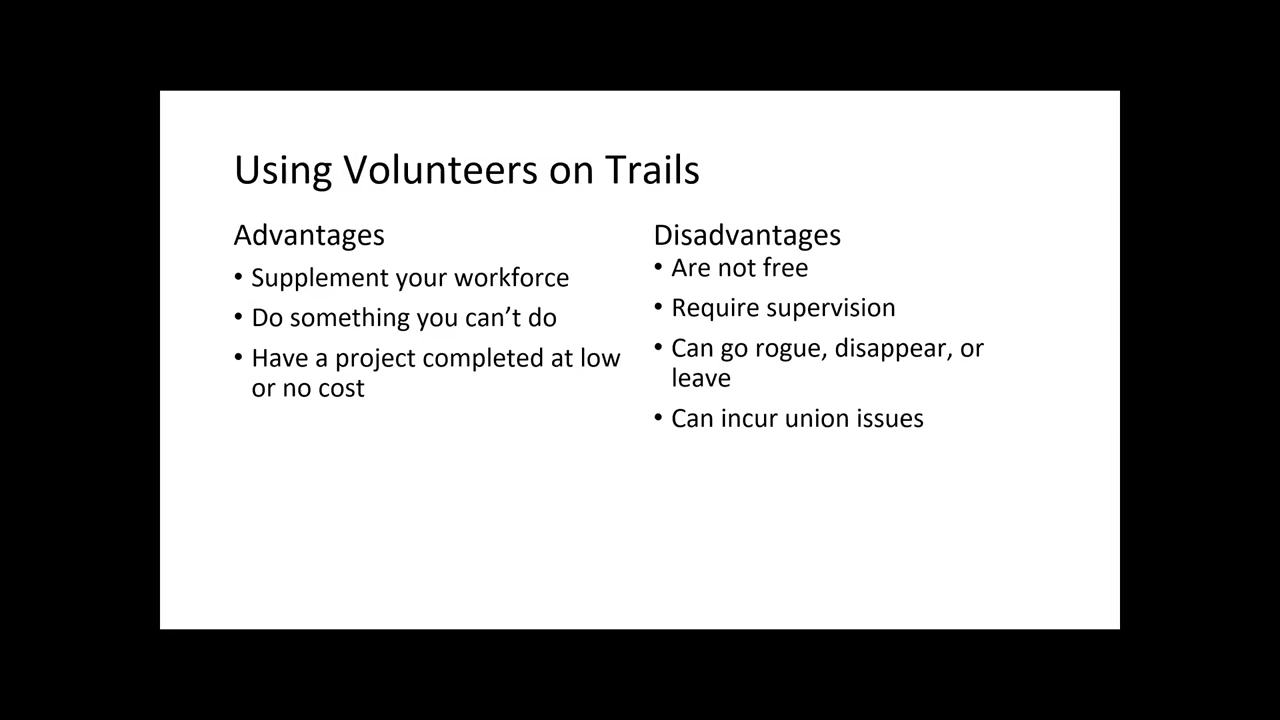 Using Volunteers on Trails
Advantages
• Supplement your workforce
• Do something you can’t do
• Have a project completed at low
or no cost
Disadvantages
• Are not free
• Require supervision
• Can go rogue, disappear, or
leave
• Can incur union issues